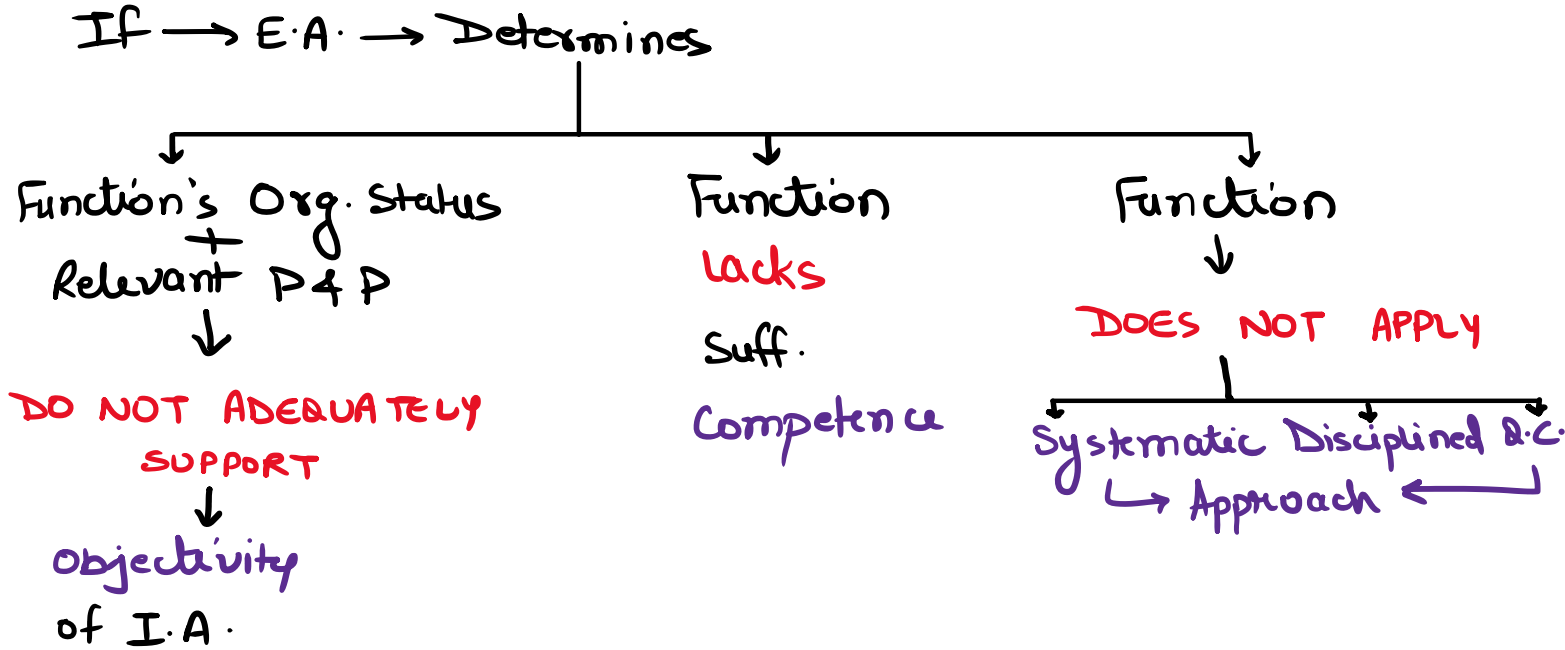 If → E.A. → Determines
Function's Org. Status
+
Relevant P & P
DO NOT ADEQUATELY
SUPPORT
Objectivity
of I.A.
Function
Lacks
Suff.
Competence
Function
DOES NOT APPLY
Systematic Disciplined Q.C.
Approach